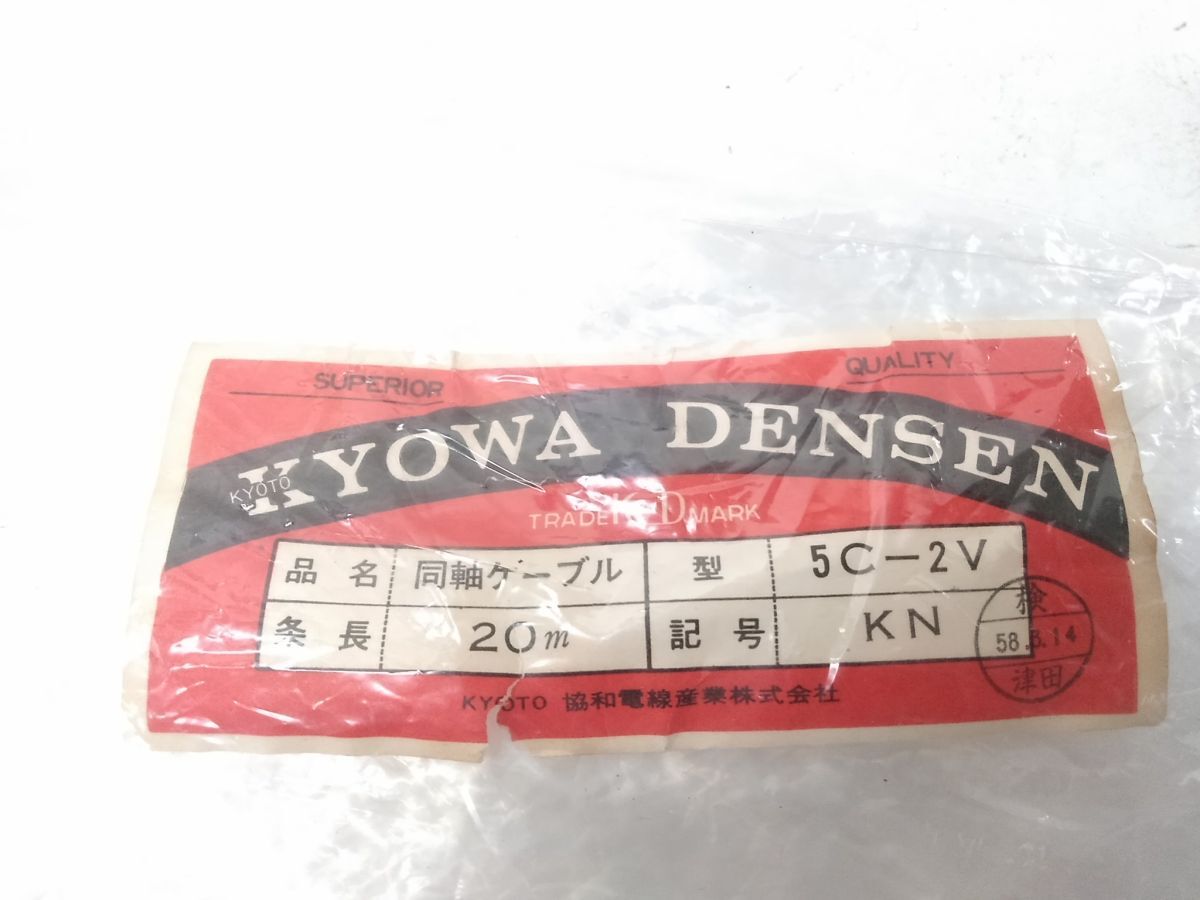 SUPERIOR QUALITY
KYOWA DENSEN
KYOTO
TRADE KD MARK
品名 同軸ケーブル 型 5C-2V
条長 20m 記号 KN
検
58.8.14
津田
KYOTO 協和電線産業株式会社